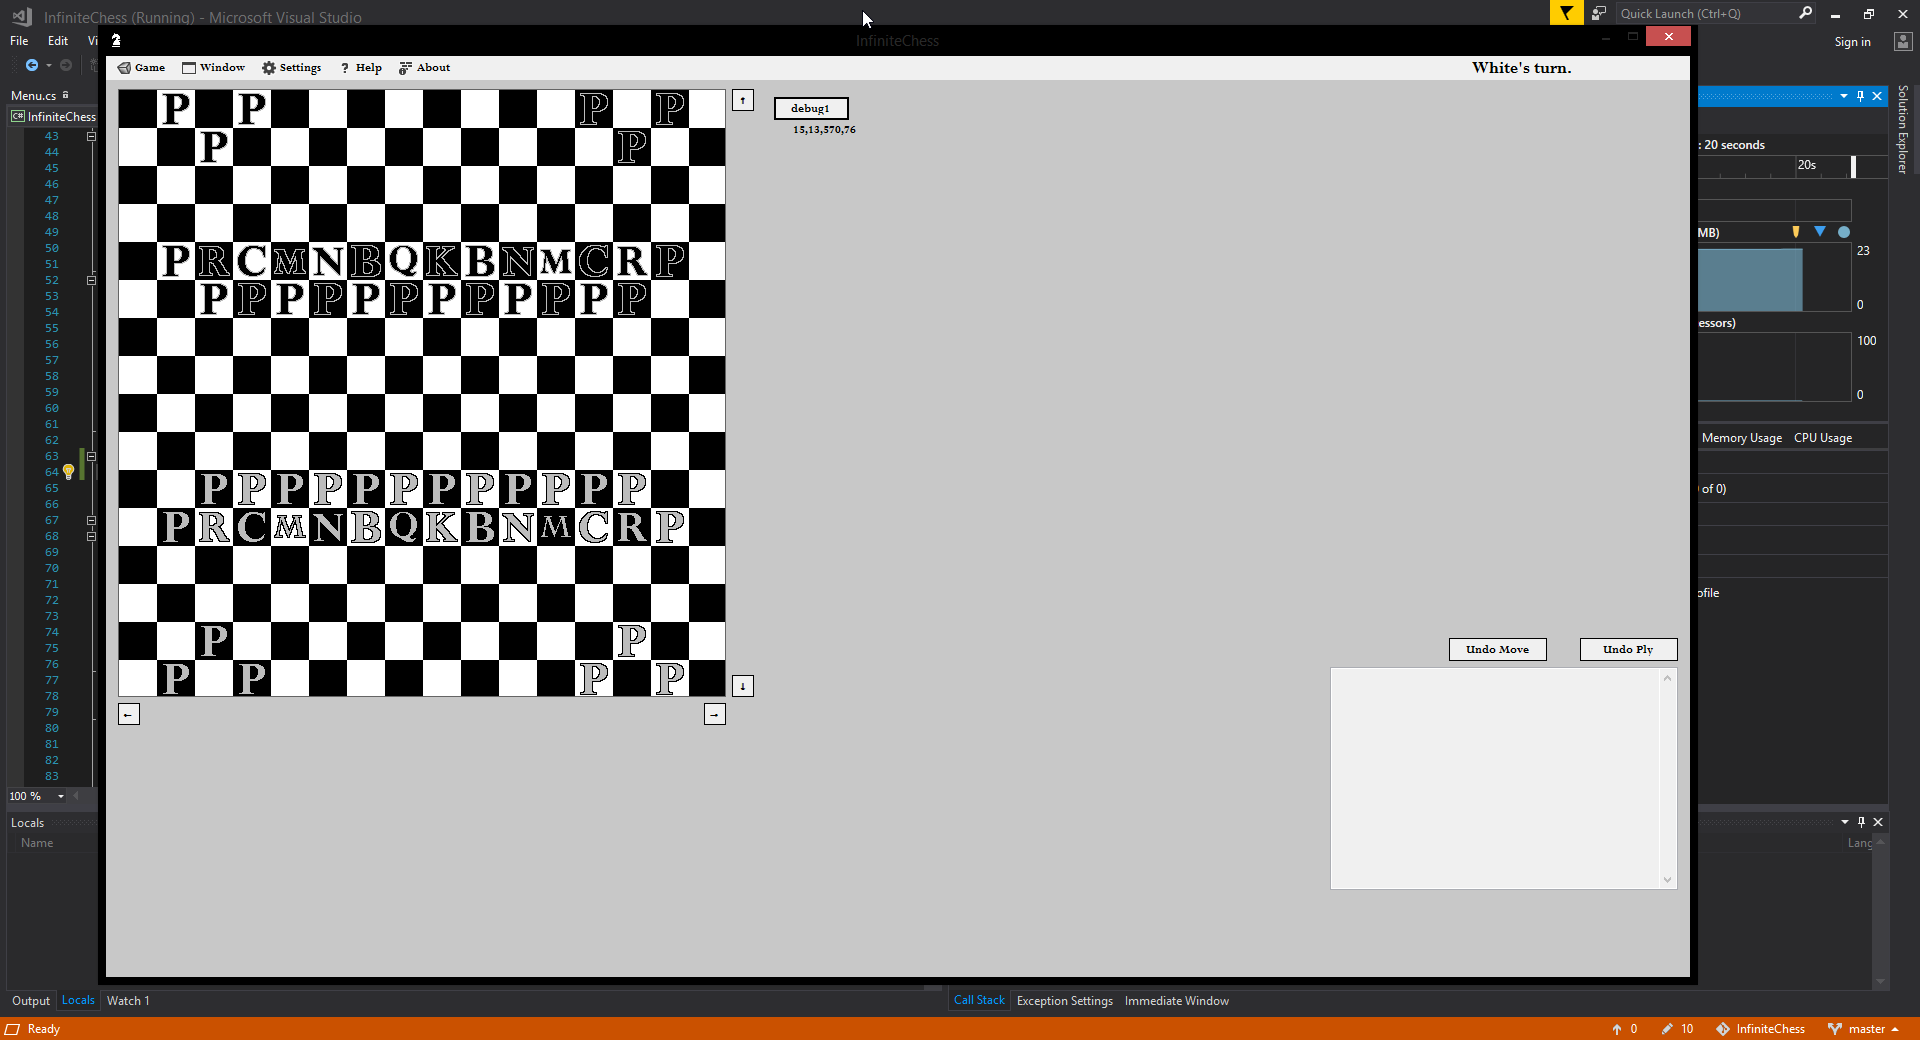 InfiniteChess (Running) - Microsoft Visual Studio
Quick Launch (Ctrl+Q)
File Edit Vi
InfiniteChess
Sign in
Game Window Settings ? Help About
White's turn.
Menu.cs
C# InfiniteChess
debug1
15,13,570,76
Solution Explorer
: 20 seconds
20s
P P P P
P P
P R C M N B Q K B N M C R P
P P P P P P P P P P P P
P P P P P P P P P P P P
P R C M N B Q K B N M C R P
P P
P P P P
↑
↓
←
→
43
44
45
46
47
48
49
50
51
52
53
54
55
56
57
58
59
60
61
62
63
64
65
66
67
68
69
70
71
72
73
74
75
76
77
78
79
80
81
82
83
MB)
23
0
essors)
100
0
Memory Usage CPU Usage
of 0)
ofile
Undo Move Undo Ply
100 %
Locals
Name
Lang
Output Locals Watch 1
Call Stack Exception Settings Immediate Window
Ready
0 10 InfiniteChess master